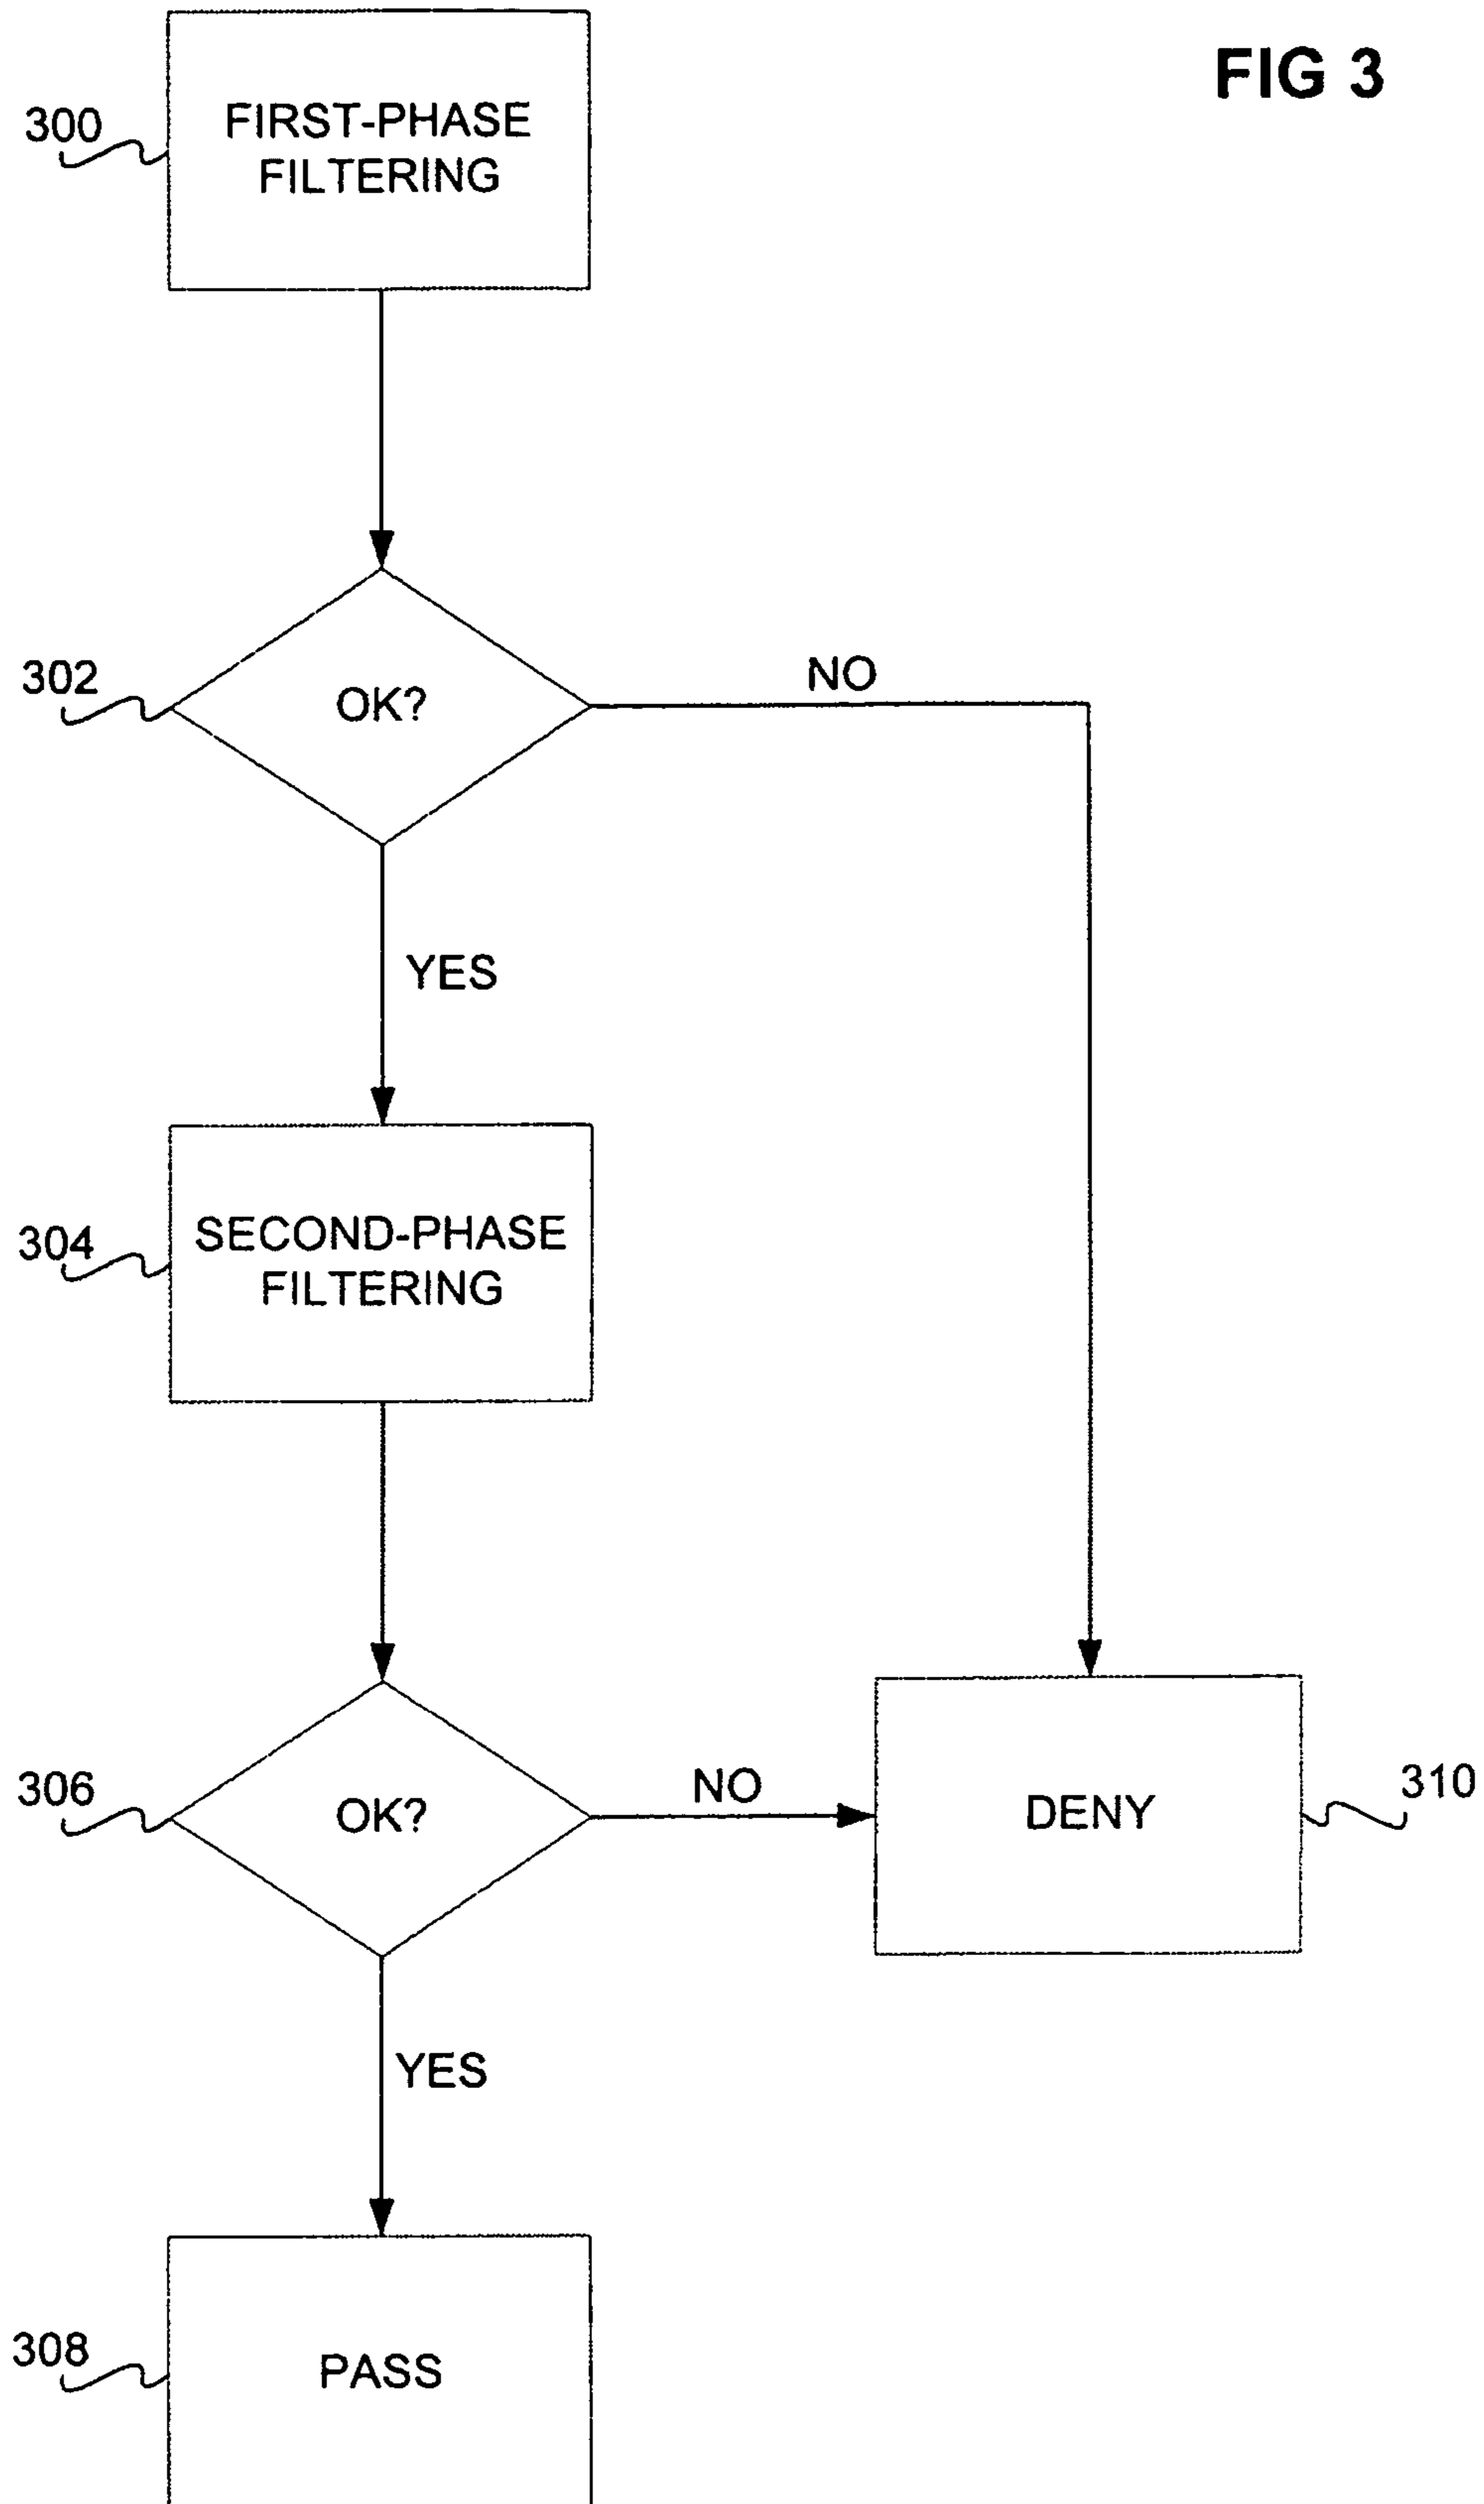 FIG 3
300
FIRST-PHASE
FILTERING
302
OK?
NO
YES
304
SECOND-PHASE
FILTERING
306
OK?
NO
DENY
310
YES
308
PASS